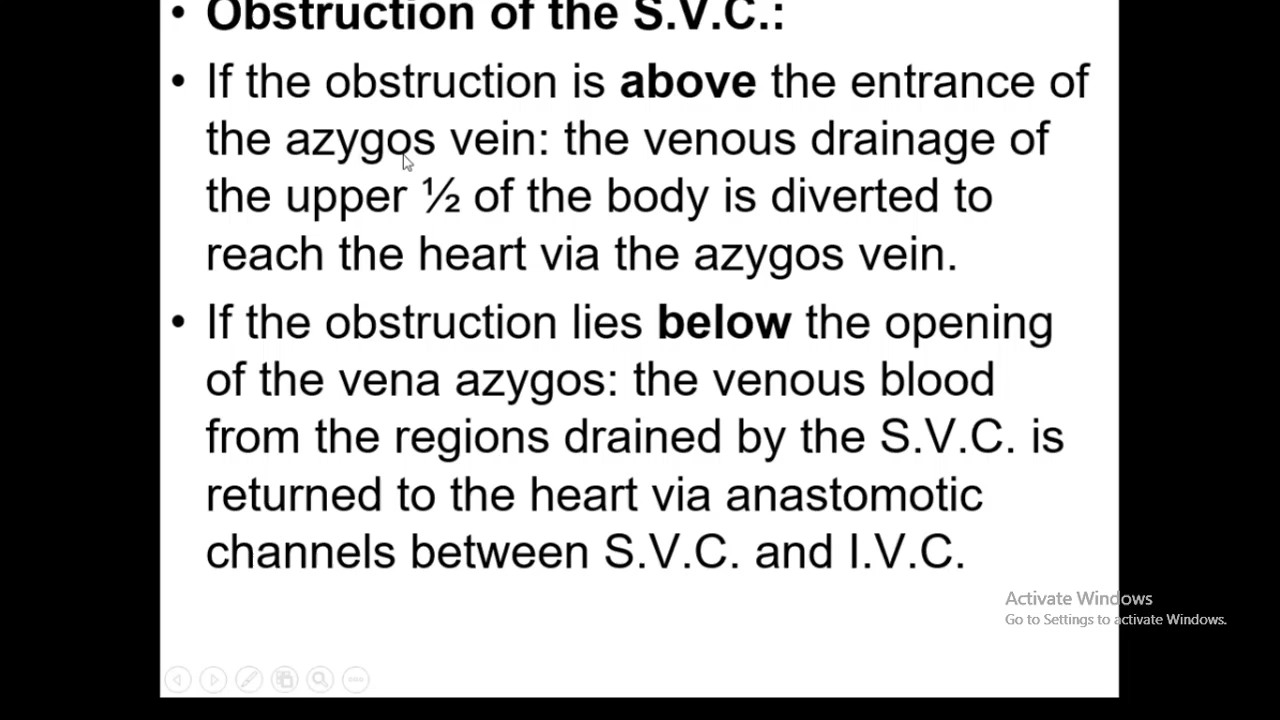 • Obstruction of the S.V.C.:
• If the obstruction is above the entrance of
the azygos vein: the venous drainage of
the upper ½ of the body is diverted to
reach the heart via the azygos vein.
• If the obstruction lies below the opening
of the vena azygos: the venous blood
from the regions drained by the S.V.C. is
returned to the heart via anastomotic
channels between S.V.C. and I.V.C.
Activate Windows
Go to Settings to activate Windows.